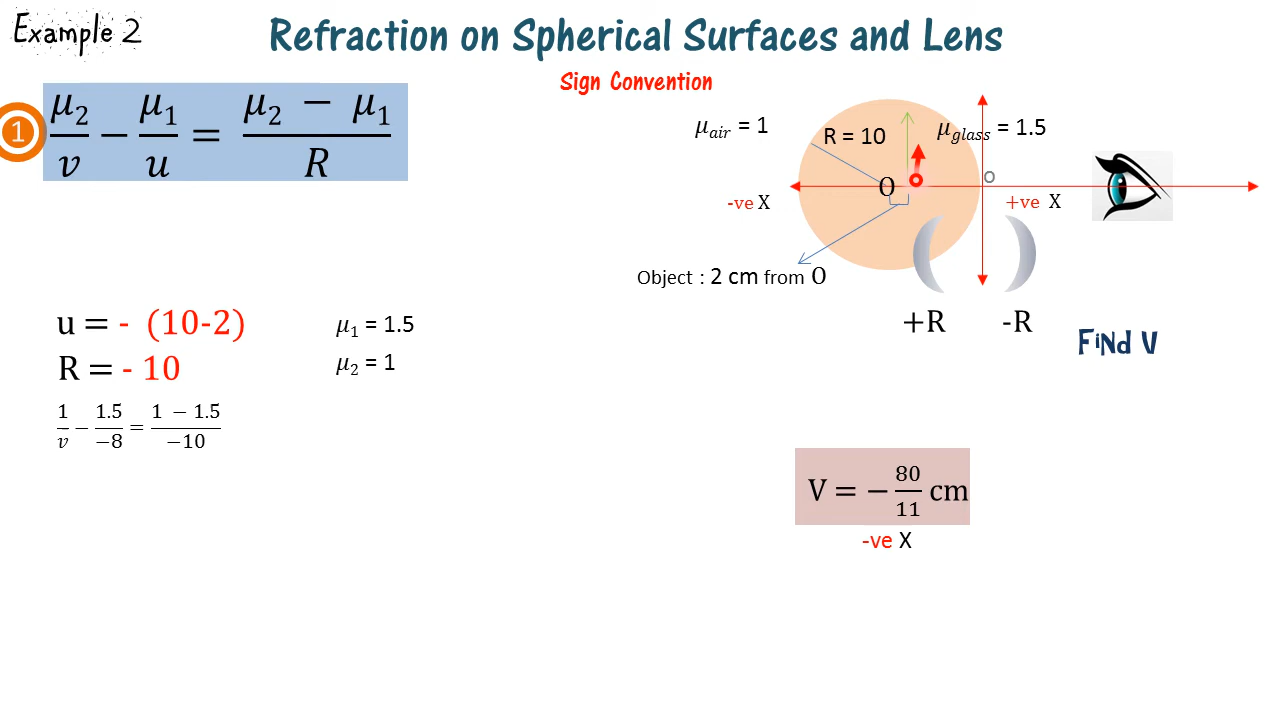 Example 2
Refraction on Spherical Surfaces and Lens
Sign Convention
1
μ₂/v − μ₁/u = (μ₂ − μ₁)/R
μ_air = 1
R = 10
μ_glass = 1.5
O
o
-ve X
+ve X
Object : 2 cm from O
+R
-R
FiNd V
u = - (10-2)
μ₁ = 1.5
R = - 10
μ₂ = 1
1/v − 1.5/−8 = (1 − 1.5)/−10
V = − 80/11 cm
-ve X